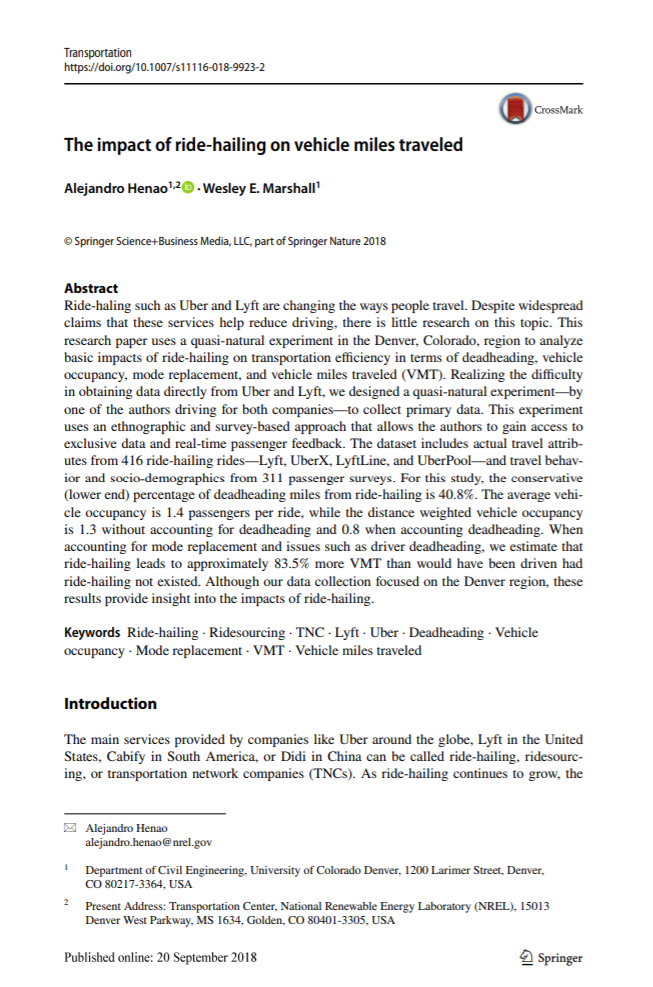 Transportation
https://doi.org/10.1007/s11116-018-9923-2
CrossMark
The impact of ride-hailing on vehicle miles traveled
Alejandro Henao1,2 iD · Wesley E. Marshall1
© Springer Science+Business Media, LLC, part of Springer Nature 2018
Abstract
Ride-haling such as Uber and Lyft are changing the ways people travel. Despite widespread
claims that these services help reduce driving, there is little research on this topic. This
research paper uses a quasi-natural experiment in the Denver, Colorado, region to analyze
basic impacts of ride-hailing on transportation efficiency in terms of deadheading, vehicle
occupancy, mode replacement, and vehicle miles traveled (VMT). Realizing the difficulty
in obtaining data directly from Uber and Lyft, we designed a quasi-natural experiment—by
one of the authors driving for both companies—to collect primary data. This experiment
uses an ethnographic and survey-based approach that allows the authors to gain access to
exclusive data and real-time passenger feedback. The dataset includes actual travel attrib-
utes from 416 ride-hailing rides—Lyft, UberX, LyftLine, and UberPool—and travel behav-
ior and socio-demographics from 311 passenger surveys. For this study, the conservative
(lower end) percentage of deadheading miles from ride-hailing is 40.8%. The average vehi-
cle occupancy is 1.4 passengers per ride, while the distance weighted vehicle occupancy
is 1.3 without accounting for deadheading and 0.8 when accounting deadheading. When
accounting for mode replacement and issues such as driver deadheading, we estimate that
ride-hailing leads to approximately 83.5% more VMT than would have been driven had
ride-hailing not existed. Although our data collection focused on the Denver region, these
results provide insight into the impacts of ride-hailing.
Keywords Ride-hailing · Ridesourcing · TNC · Lyft · Uber · Deadheading · Vehicle
occupancy · Mode replacement · VMT · Vehicle miles traveled
Introduction
The main services provided by companies like Uber around the globe, Lyft in the United
States, Cabify in South America, or Didi in China can be called ride-hailing, ridesourc-
ing, or transportation network companies (TNCs). As ride-hailing continues to grow, the
Alejandro Henao
alejandro.henao@nrel.gov
1 Department of Civil Engineering, University of Colorado Denver, 1200 Larimer Street, Denver,
CO 80217-3364, USA
2 Present Address: Transportation Center, National Renewable Energy Laboratory (NREL), 15013
Denver West Parkway, MS 1634, Golden, CO 80401-3305, USA
Published online: 20 September 2018
Springer